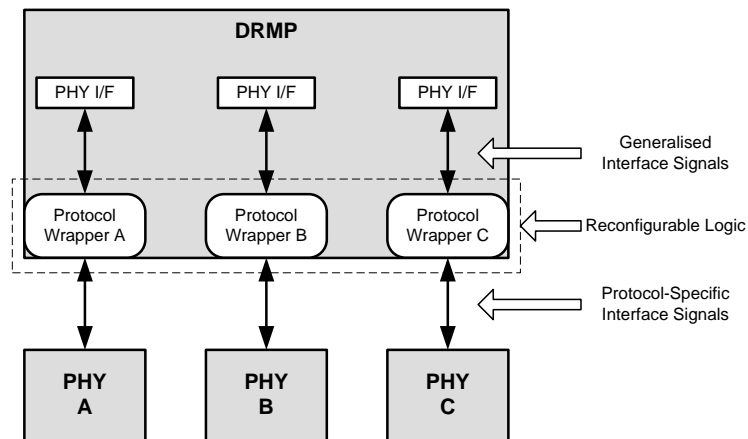 DRMP
PHY I/F
PHY I/F
PHY I/F
Generalised
Interface Signals
Protocol
Wrapper A
Protocol
Wrapper B
Protocol
Wrapper C
Reconfigurable Logic
Protocol-Specific
Interface Signals
PHY
A
PHY
B
PHY
C